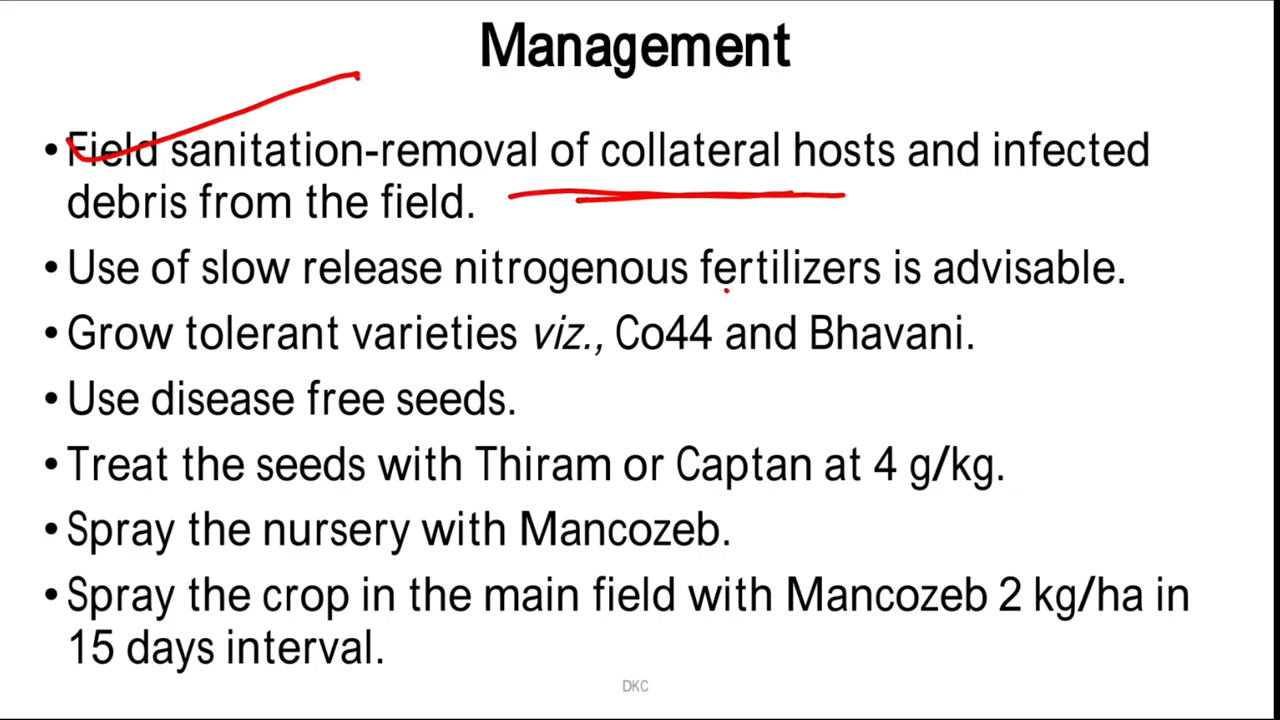 Management
• Field sanitation-removal of collateral hosts and infected
debris from the field.
• Use of slow release nitrogenous fertilizers is advisable.
• Grow tolerant varieties viz., Co44 and Bhavani.
• Use disease free seeds.
• Treat the seeds with Thiram or Captan at 4 g/kg.
• Spray the nursery with Mancozeb.
• Spray the crop in the main field with Mancozeb 2 kg/ha in
15 days interval.
DKC